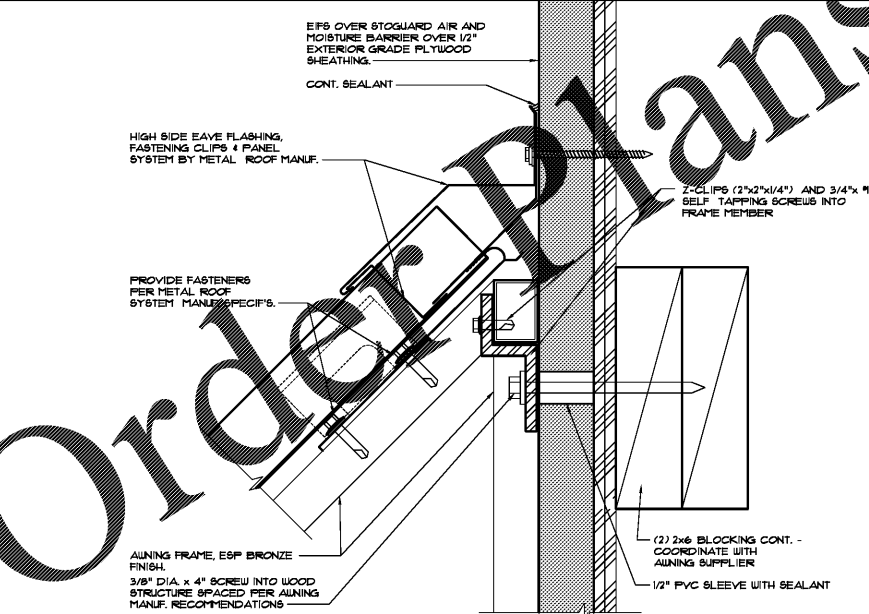 EIFS OVER STOGUARD AIR AND
MOISTURE BARRIER OVER 1/2"
EXTERIOR GRADE PLYWOOD
SHEATHING.
CONT. SEALANT
HIGH SIDE EAVE FLASHING,
FASTENING CLIPS & PANEL
SYSTEM BY METAL ROOF MANUF.
Z-CLIPS (2"x2"x1/4") AND 3/4"x
SELF TAPPING SCREWS INTO
FRAME MEMBER
PROVIDE FASTENERS
PER METAL ROOF
SYSTEM MANUF SPECIF'S.
Order Plans
(2) 2x6 BLOCKING CONT. -
COORDINATE WITH
AWNING SUPPLIER
AWNING FRAME, ESP BRONZE
FINISH.
3/8" DIA. x 4" SCREW INTO WOOD
STRUCTURE SPACED PER AWNING
MANUF. RECOMMENDATIONS
1/2" PVC SLEEVE WITH SEALANT